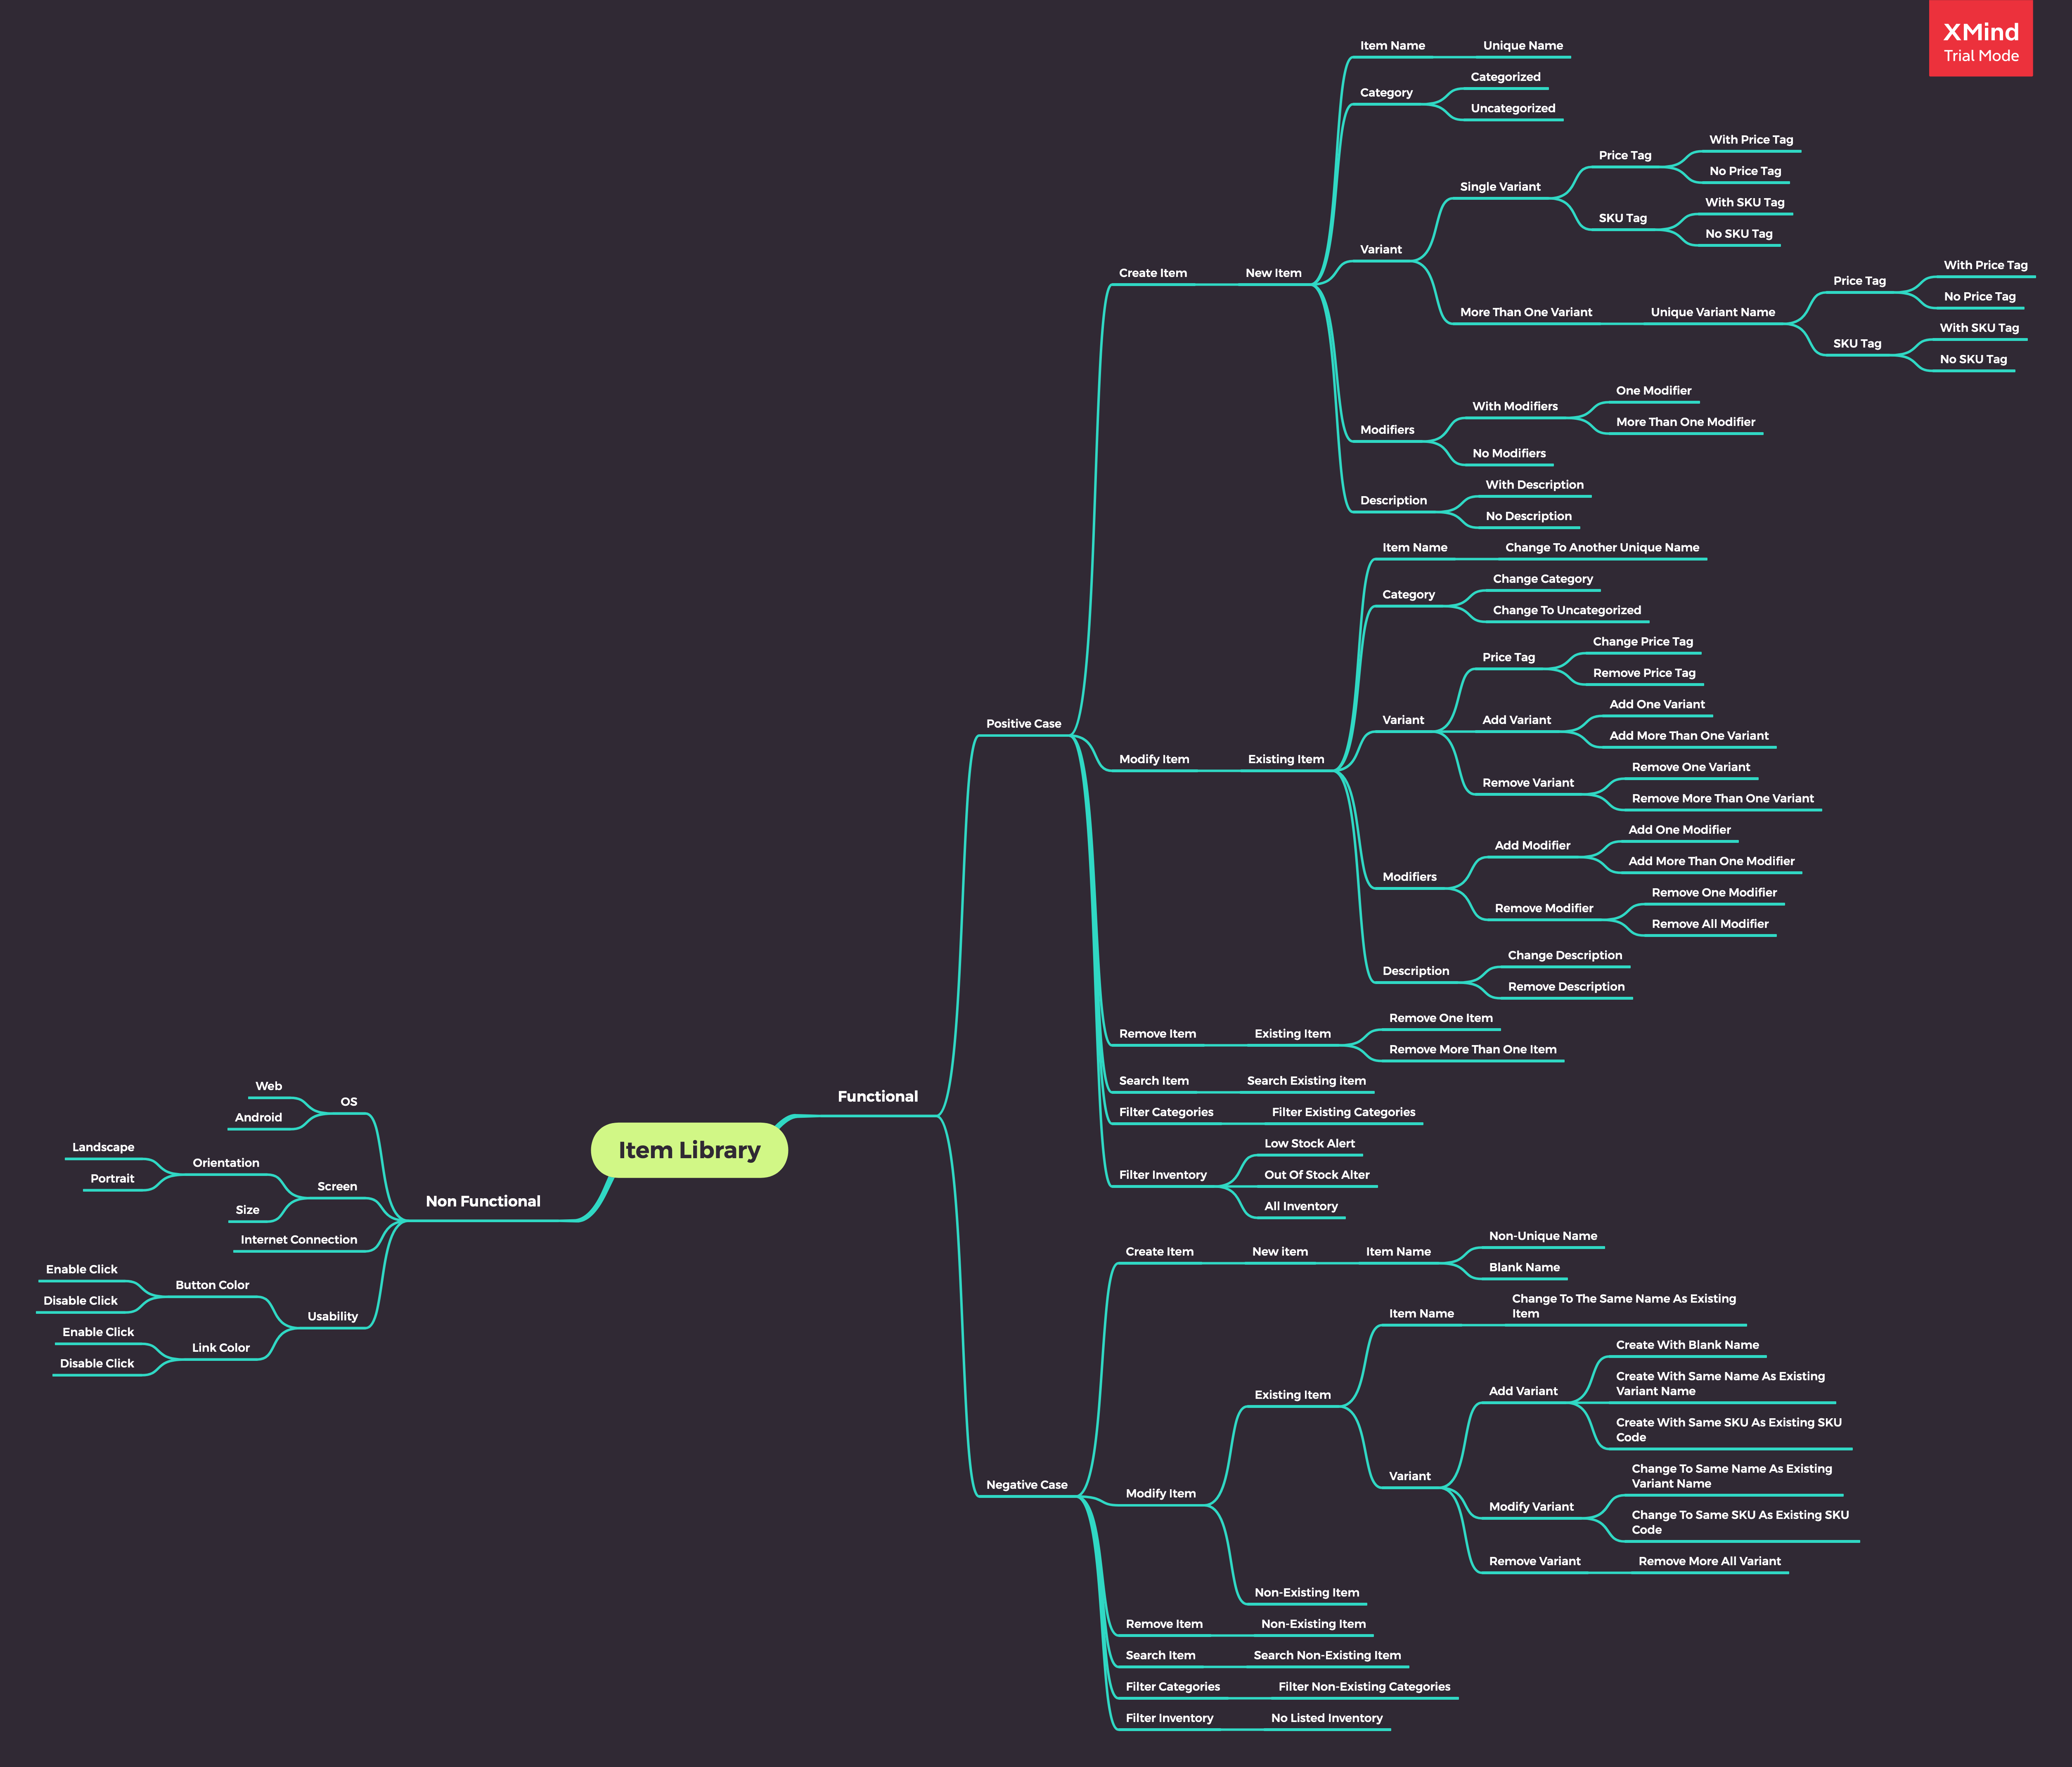 XMind
Trial Mode
Item Library
Functional
Positive Case
Create Item
New Item
Item Name
Unique Name
Category
Categorized
Uncategorized
Variant
Single Variant
Price Tag
With Price Tag
No Price Tag
SKU Tag
With SKU Tag
No SKU Tag
More Than One Variant
Unique Variant Name
Price Tag
With Price Tag
No Price Tag
SKU Tag
With SKU Tag
No SKU Tag
Modifiers
With Modifiers
One Modifier
More Than One Modifier
No Modifiers
Description
With Description
No Description
Modify Item
Existing Item
Item Name
Change To Another Unique Name
Category
Change Category
Change To Uncategorized
Variant
Price Tag
Change Price Tag
Remove Price Tag
Add Variant
Add One Variant
Add More Than One Variant
Remove Variant
Remove One Variant
Remove More Than One Variant
Modifiers
Add Modifier
Add One Modifier
Add More Than One Modifier
Remove Modifier
Remove One Modifier
Remove All Modifier
Description
Change Description
Remove Description
Remove Item
Existing Item
Remove One Item
Remove More Than One Item
Search Item
Search Existing item
Filter Categories
Filter Existing Categories
Filter Inventory
Low Stock Alert
Out Of Stock Alter
All Inventory
Negative Case
Create Item
New item
Item Name
Non-Unique Name
Blank Name
Modify Item
Existing Item
Item Name
Change To The Same Name As Existing
Item
Variant
Add Variant
Create With Blank Name
Create With Same Name As Existing
Variant Name
Create With Same SKU As Existing SKU
Code
Modify Variant
Change To Same Name As Existing
Variant Name
Change To Same SKU As Existing SKU
Code
Remove Variant
Remove More All Variant
Non-Existing Item
Remove Item
Non-Existing Item
Search Item
Search Non-Existing Item
Filter Categories
Filter Non-Existing Categories
Filter Inventory
No Listed Inventory
Non Functional
OS
Web
Android
Screen
Orientation
Landscape
Portrait
Size
Internet Connection
Usability
Button Color
Enable Click
Disable Click
Link Color
Enable Click
Disable Click